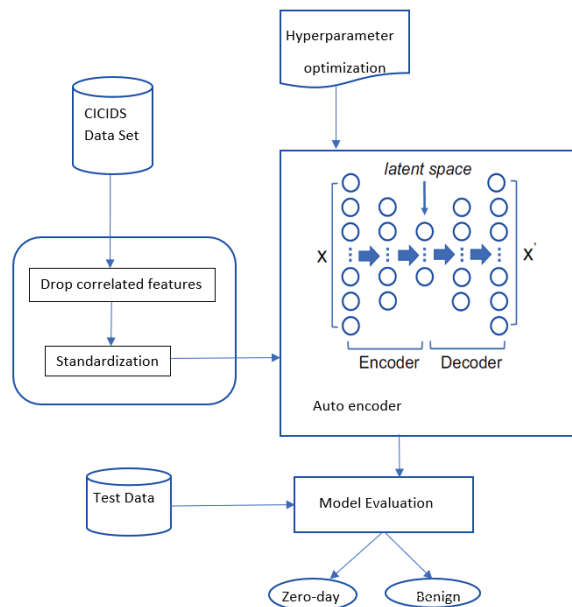 Hyperparameter
optimization
CICIDS
Data Set
latent space
X
X'
Drop correlated features
Standardization
Encoder
Decoder
Auto encoder
Test Data
Model Evaluation
Zero-day
Benign